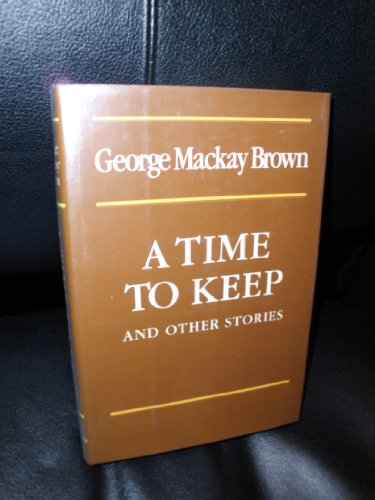 George Mackay Brown
A TIME
TO KEEP
AND OTHER STORIES